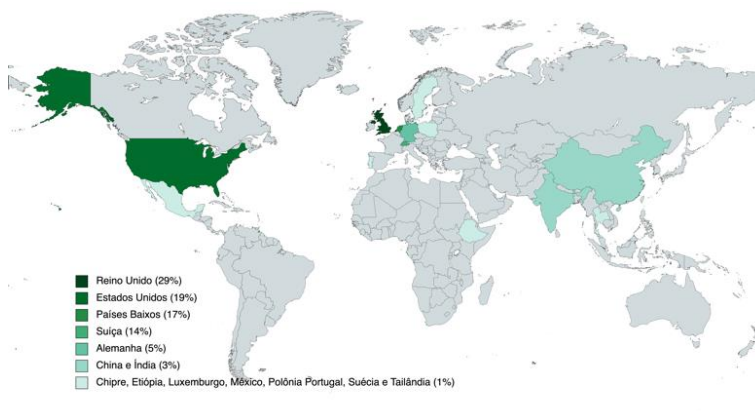 Reino Unido (29%)
Estados Unidos (19%)
Países Baixos (17%)
Suíça (14%)
Alemanha (5%)
China e Índia (3%)
Chipre, Etiópia, Luxemburgo, México, Polônia Portugal, Suécia e Tailândia (1%)